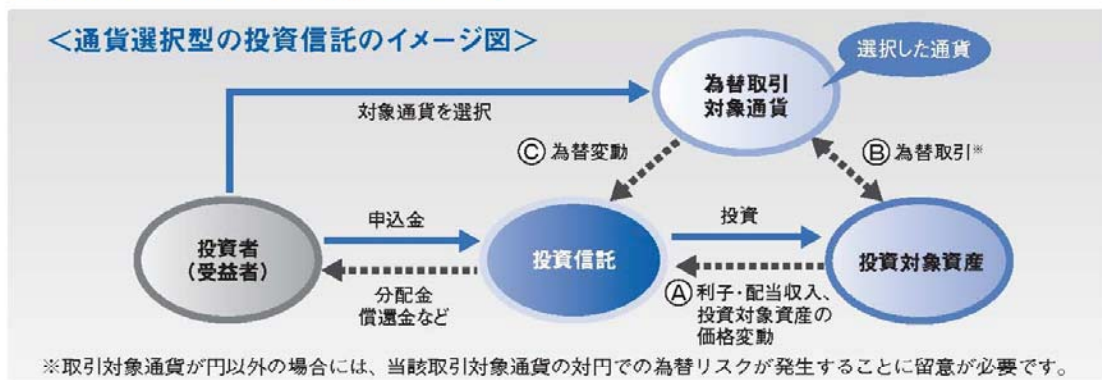 <通貨選択型の投資信託のイメージ図>
選択した通貨
為替取引
対象通貨
対象通貨を選択
Ⓒ 為替変動
Ⓑ 為替取引※
申込金
投資
投資者
(受益者)
投資信託
投資対象資産
分配金
償還金など
Ⓐ 利子・配当収入、
投資対象資産の
価格変動
※取引対象通貨が円以外の場合には、当該取引対象通貨の対円での為替リスクが発生することに留意が必要です。